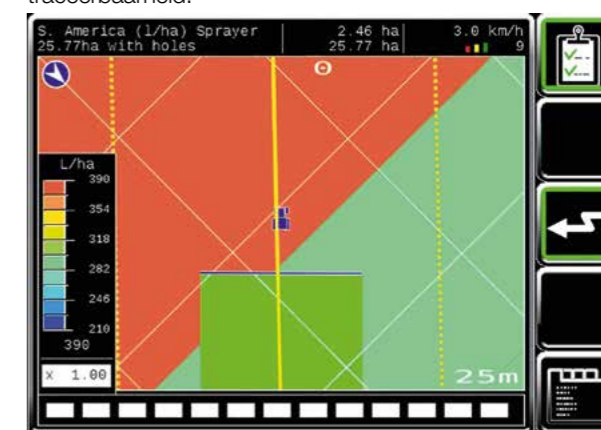 S. America (l/ha) Sprayer 2.46 ha 3.0 km/h
25.77ha with holes 25.77 ha 9
L/ha
390
354
318
282
246
210
390
x 1.00
25m